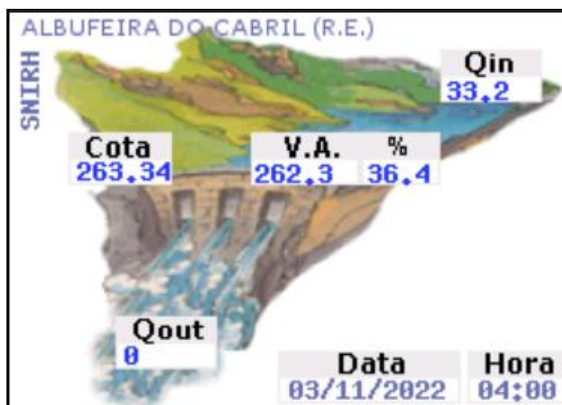 ALBUFEIRA DO CABRIL (R.E.)
SNIRH
Qin
33.2
Cota
263.34
V.A. %
262.3 36.4
Qout
0
Data Hora
03/11/2022 04:00